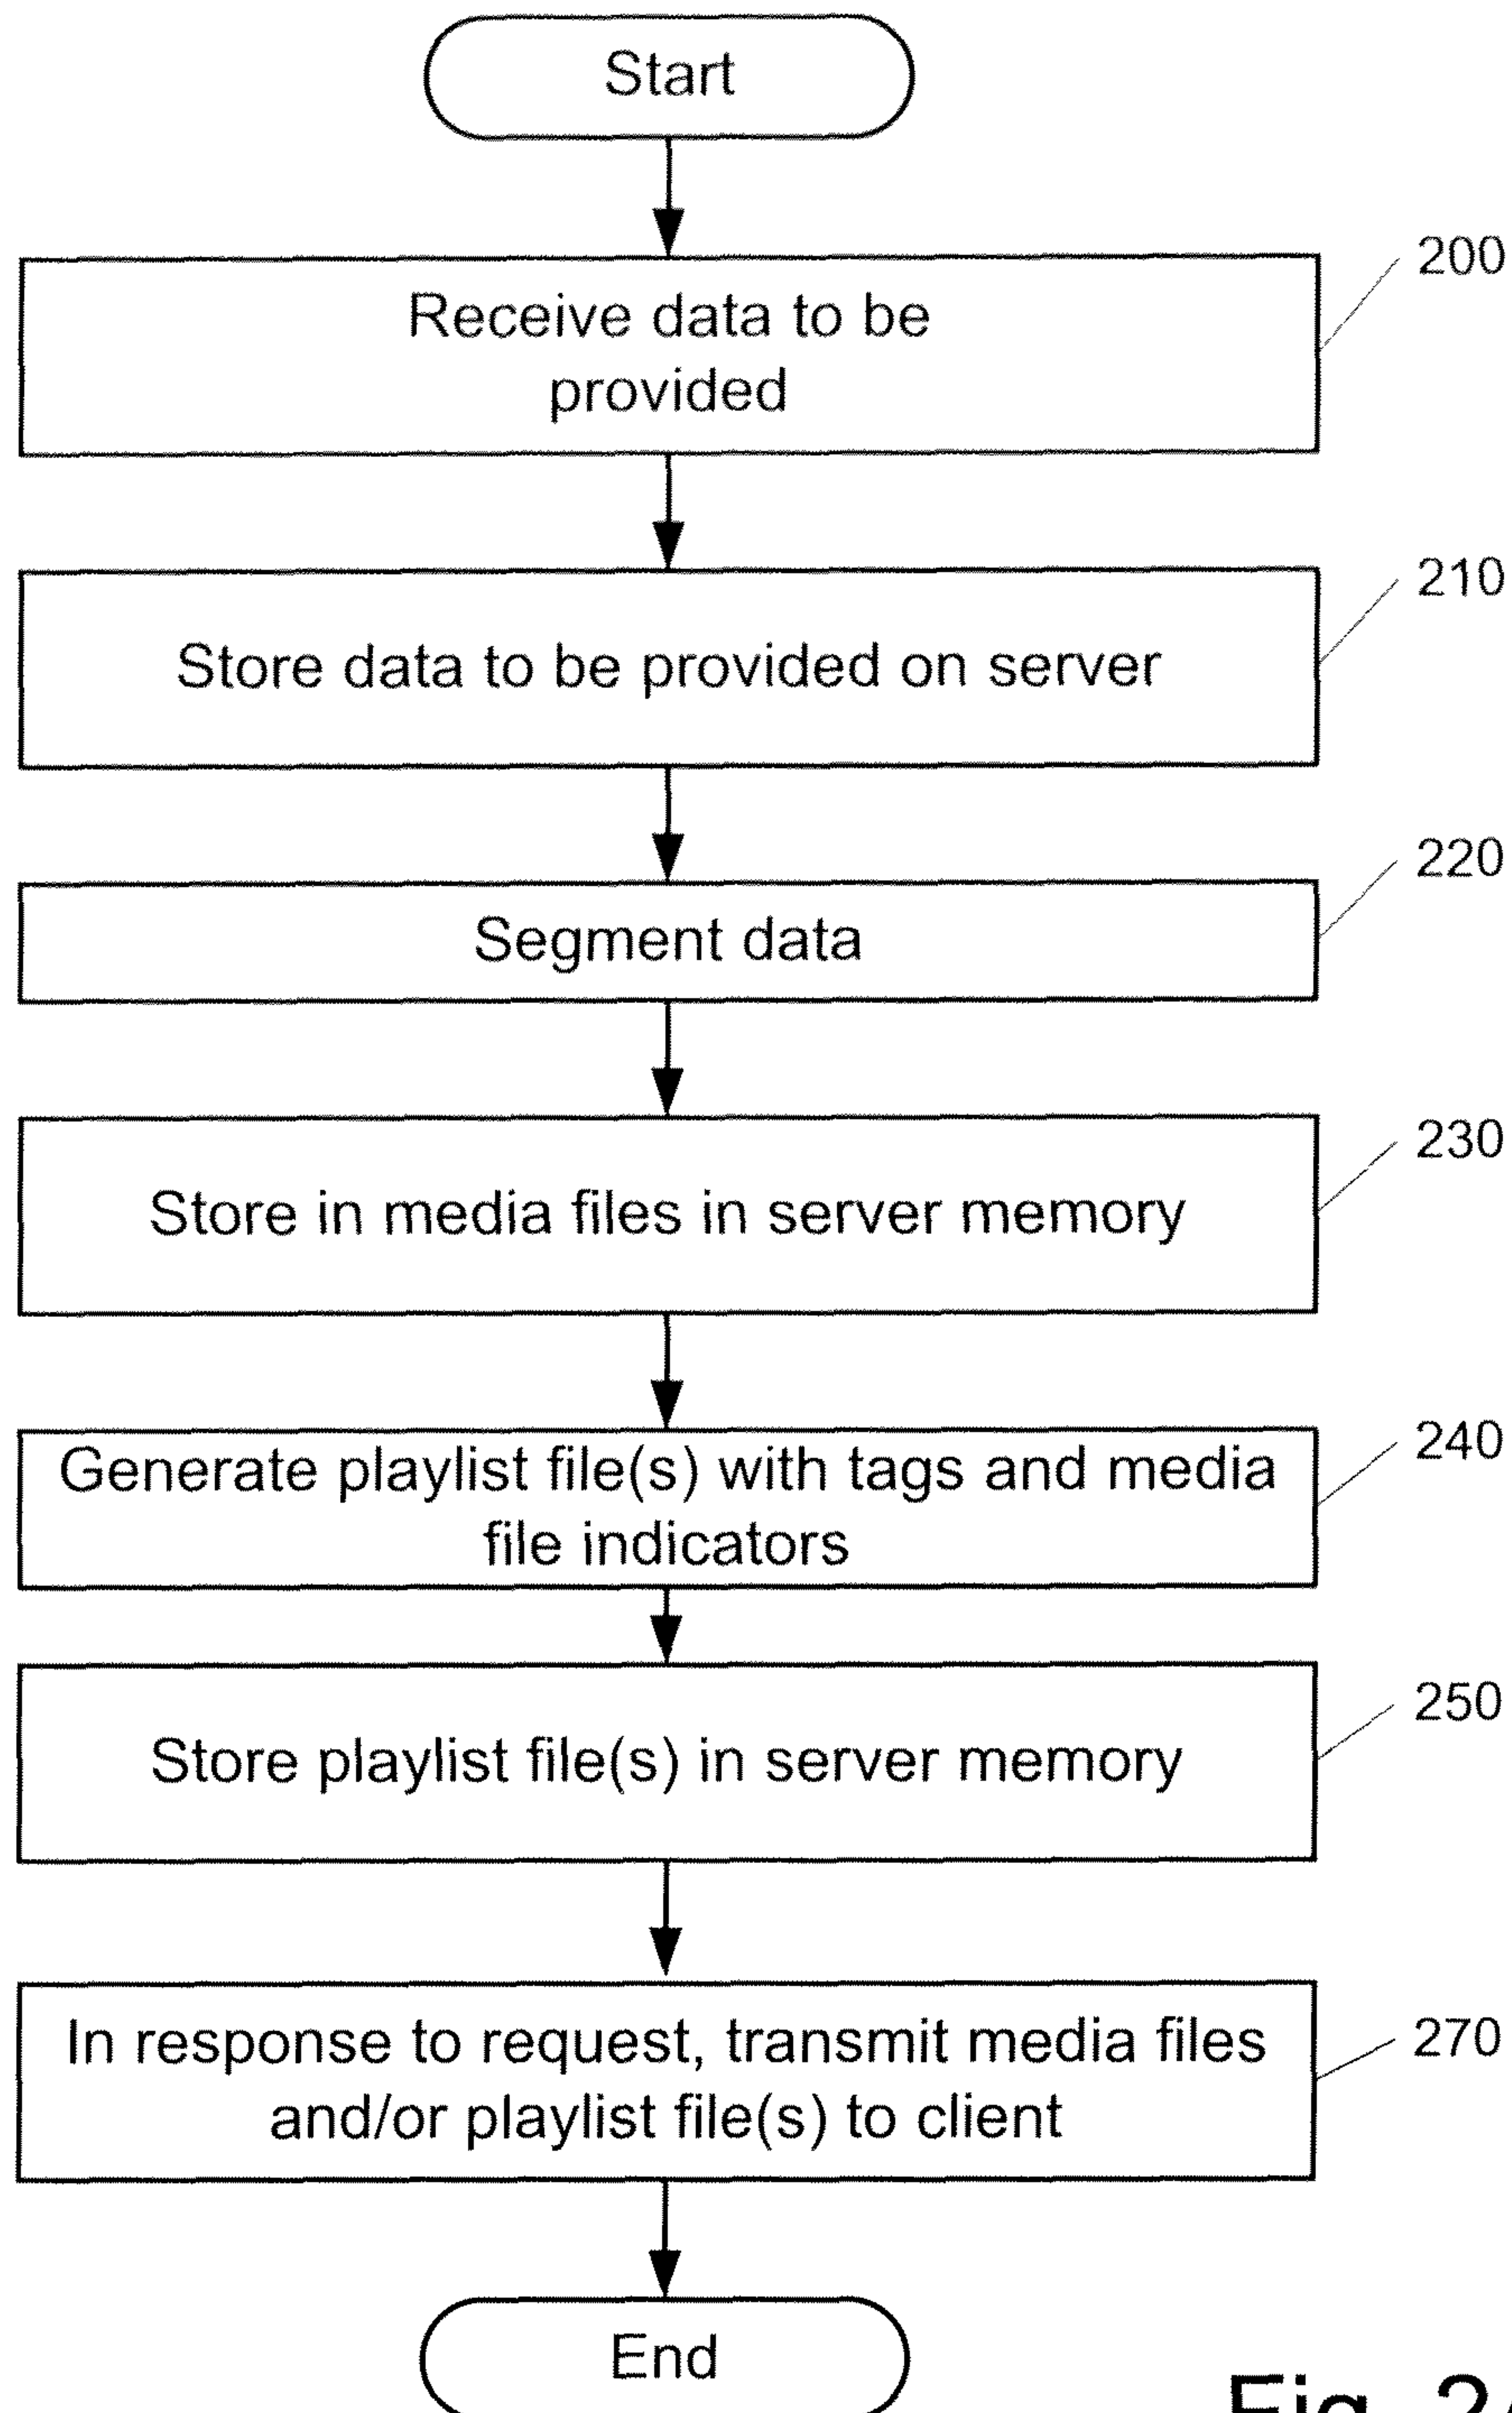 Start
200
Receive data to be
provided
210
Store data to be provided on server
220
Segment data
230
Store in media files in server memory
240
Generate playlist file(s) with tags and media
file indicators
250
Store playlist file(s) in server memory
270
In response to request, transmit media files
and/or playlist file(s) to client
End
Fig.